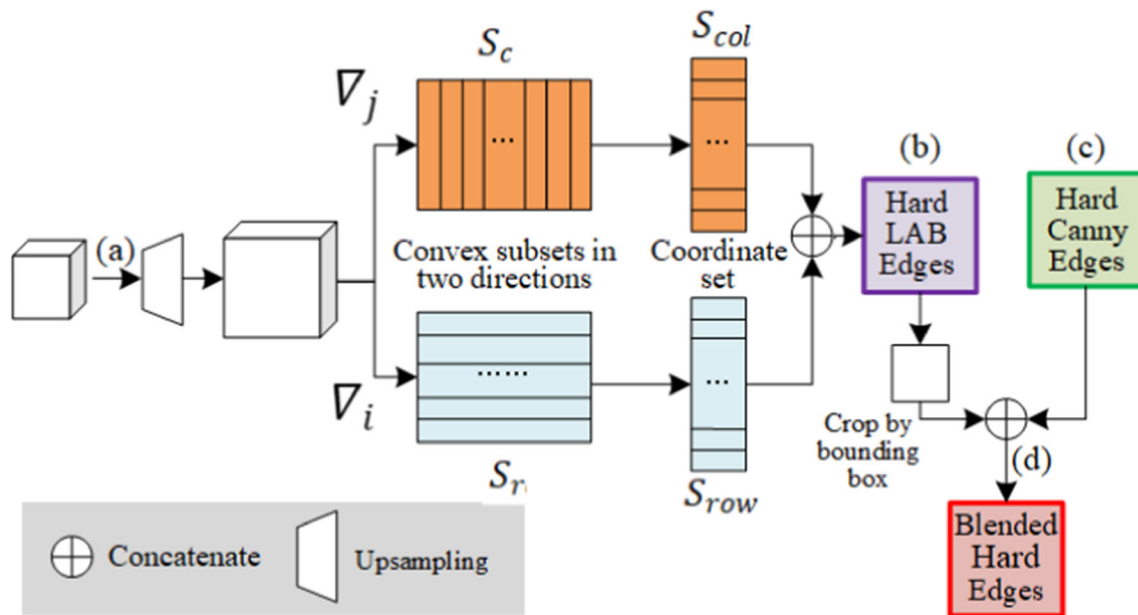 S_c
S_col
∇_j
...
...
(a)
(b)
(c)
Hard
LAB
Edges
Hard
Canny
Edges
Convex subsets in
two directions
Coordinate
set
......
...
∇_i
S_r
S_row
Crop by
bounding
box
(d)
Blended
Hard
Edges
Concatenate
Upsampling